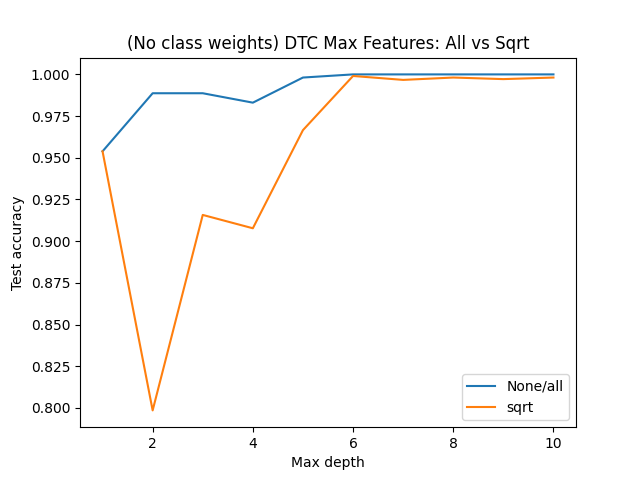 (No class weights) DTC Max Features: All vs Sqrt
Test accuracy
1.000
0.975
0.950
0.925
0.900
0.875
0.850
0.825
0.800
None/all
sqrt
2 4 6 8 10
Max depth